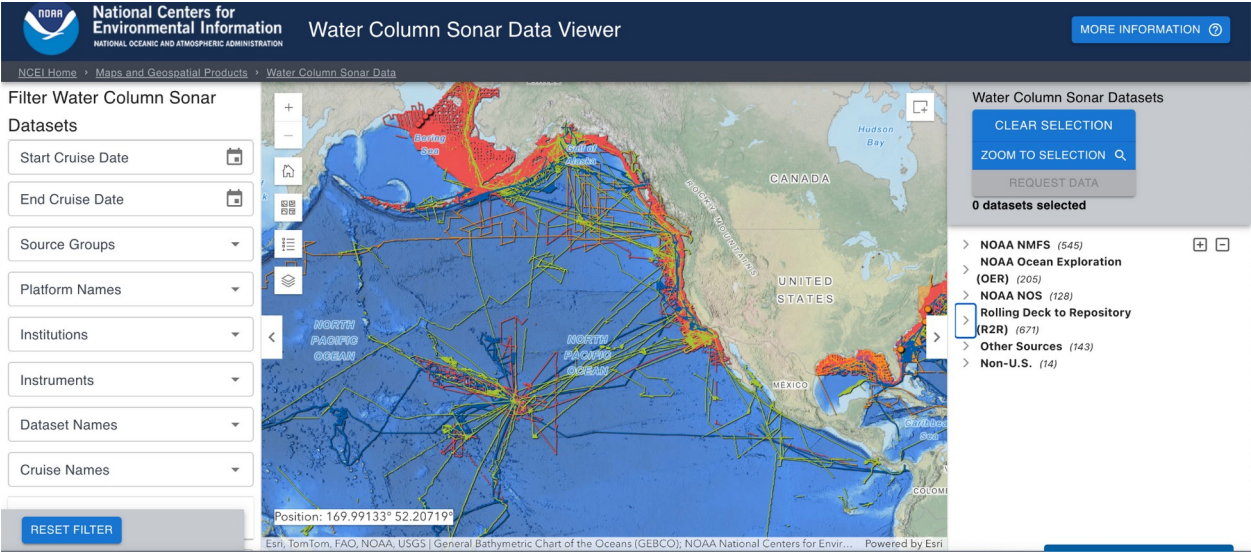 NOAA
National Centers for
Environmental Information
NATIONAL OCEANIC AND ATMOSPHERIC ADMINISTRATION
Water Column Sonar Data Viewer
MORE INFORMATION
NCEI Home › Maps and Geospatial Products › Water Column Sonar Data
Filter Water Column Sonar
Datasets
Start Cruise Date
End Cruise Date
Source Groups
Platform Names
Institutions
Instruments
Dataset Names
Cruise Names
RESET FILTER
Bering
Sea
Gulf of
Alaska
Hudson
Bay
CANADA
ROCKY MOUNTAINS
UNITED
STATES
NORTH
PACIFIC
OCEAN
NORTH
PACIFIC
OCEAN
MÉXICO
Caribbean
Sea
COLOM
Position: 169.99133° 52.20719°
Esri, TomTom, FAO, NOAA, USGS | General Bathymetric Chart of the Oceans (GEBCO); NOAA National Centers for Envir... Powered by Esri
Water Column Sonar Datasets
CLEAR SELECTION
ZOOM TO SELECTION
REQUEST DATA
0 datasets selected
NOAA NMFS (545)
NOAA Ocean Exploration
(OER) (205)
NOAA NOS (128)
Rolling Deck to Repository
(R2R) (671)
Other Sources (143)
Non-U.S. (14)